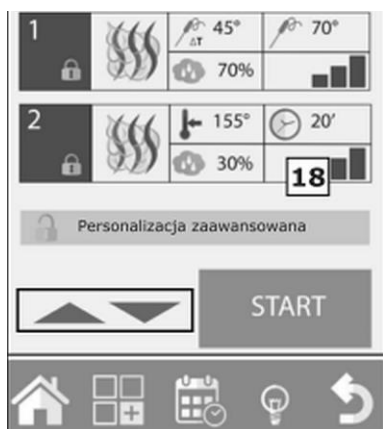 1 45° 70°
ΔT
70%
2 155° 20'
30%
18
Personalizacja zaawansowana
START